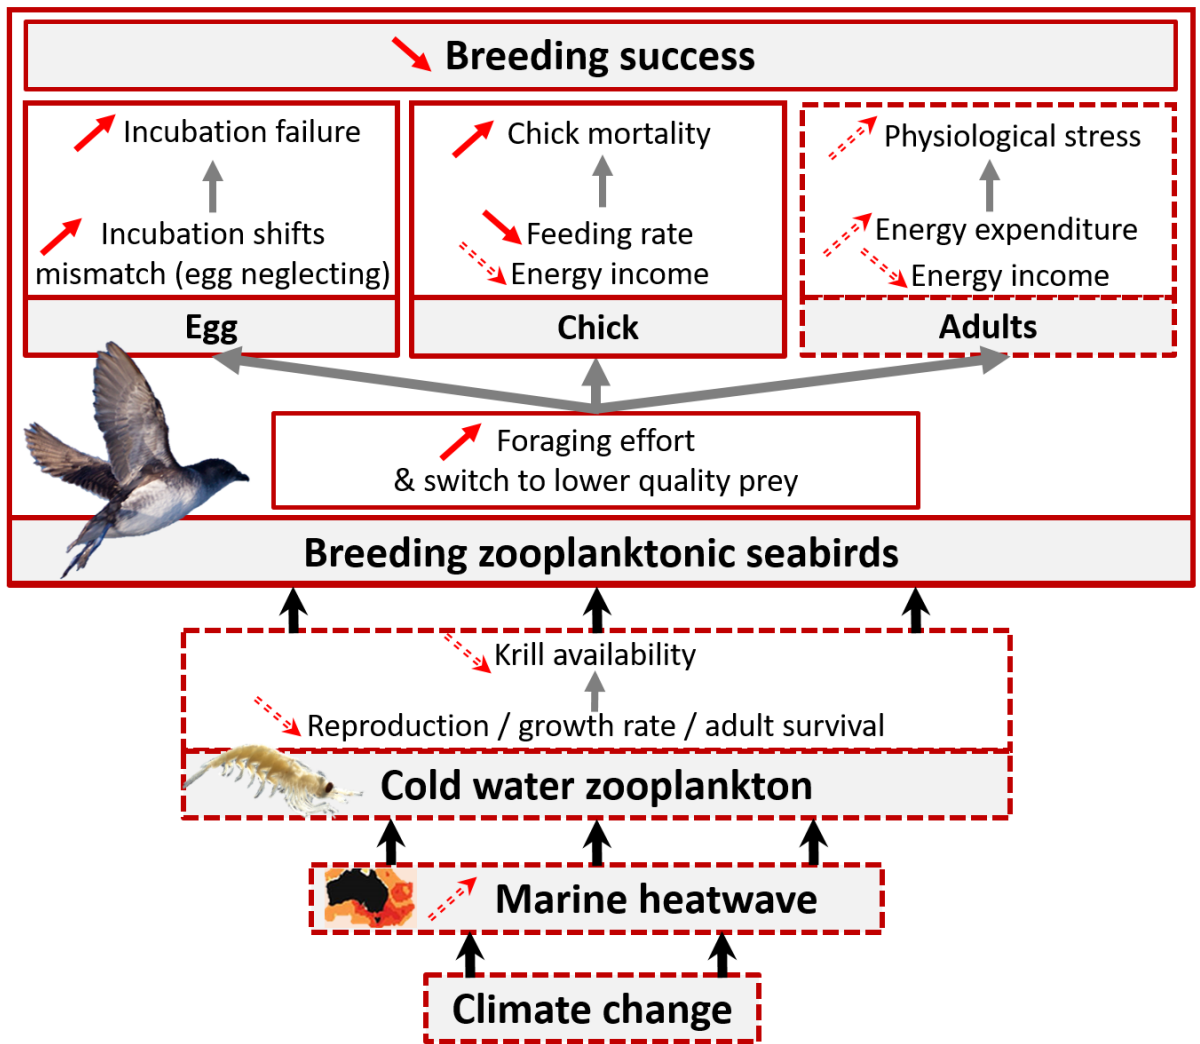 Breeding success
Incubation failure
Incubation shifts
mismatch (egg neglecting)
Egg
Chick mortality
Feeding rate
Energy income
Chick
Physiological stress
Energy expenditure
Energy income
Adults
Foraging effort
& switch to lower quality prey
Breeding zooplanktonic seabirds
Krill availability
Reproduction / growth rate / adult survival
Cold water zooplankton
Marine heatwave
Climate change